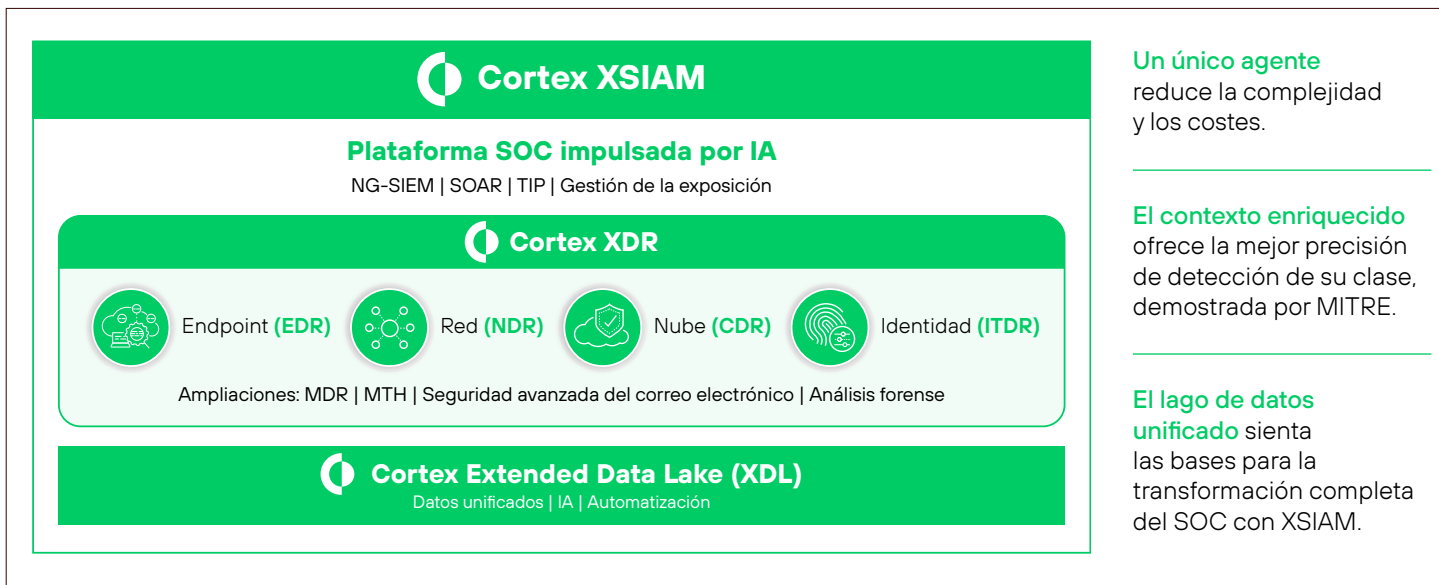 Cortex XSIAM
Plataforma SOC impulsada por IA
NG-SIEM | SOAR | TIP | Gestión de la exposición
Cortex XDR
Endpoint (EDR)
Red (NDR)
Nube (CDR)
Identidad (ITDR)
Ampliaciones: MDR | MTH | Seguridad avanzada del correo electrónico | Análisis forense
Cortex Extended Data Lake (XDL)
Datos unificados | IA | Automatización
Un único agente
reduce la complejidad
y los costes.
El contexto enriquecido
ofrece la mejor precisión
de detección de su clase,
demostrada por MITRE.
El lago de datos
unificado sienta
las bases para la
transformación completa
del SOC con XSIAM.